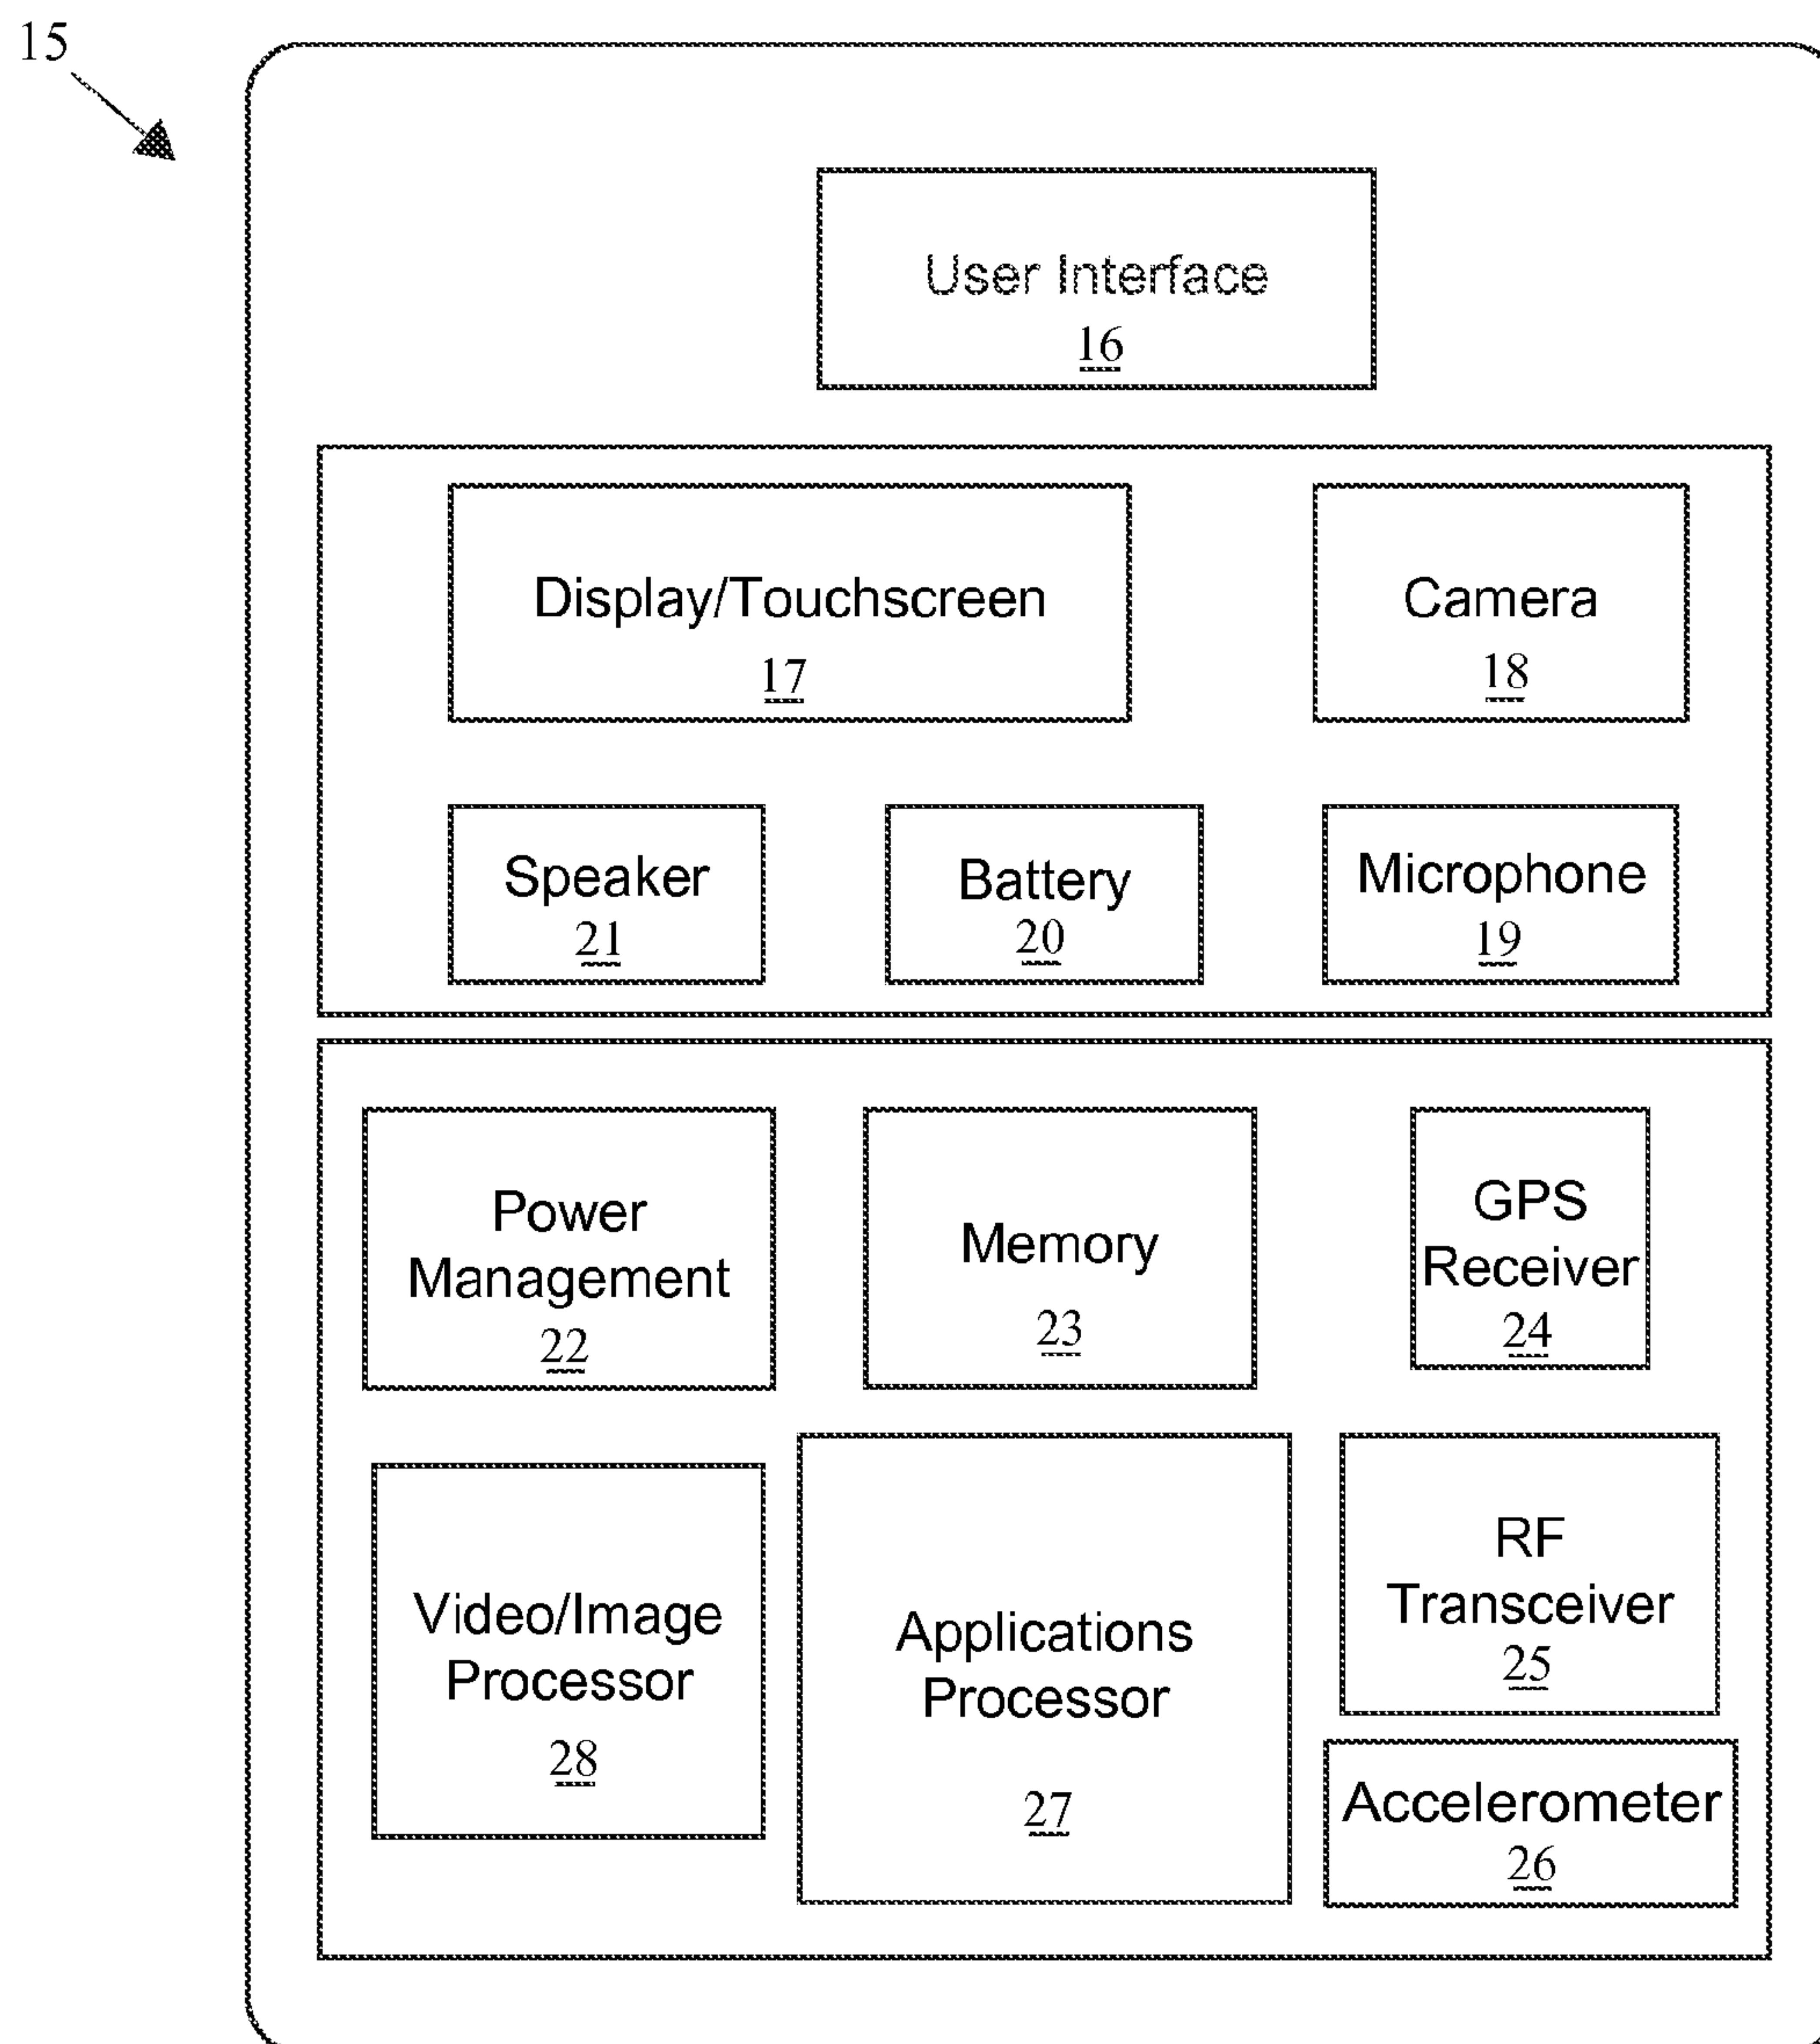 15
User Interface
16
Display/Touchscreen
17
Camera
18
Speaker
21
Battery
20
Microphone
19
Power
Management
22
Memory
23
GPS
Receiver
24
Video/Image
Processor
28
Applications
Processor
27
RF
Transceiver
25
Accelerometer
26